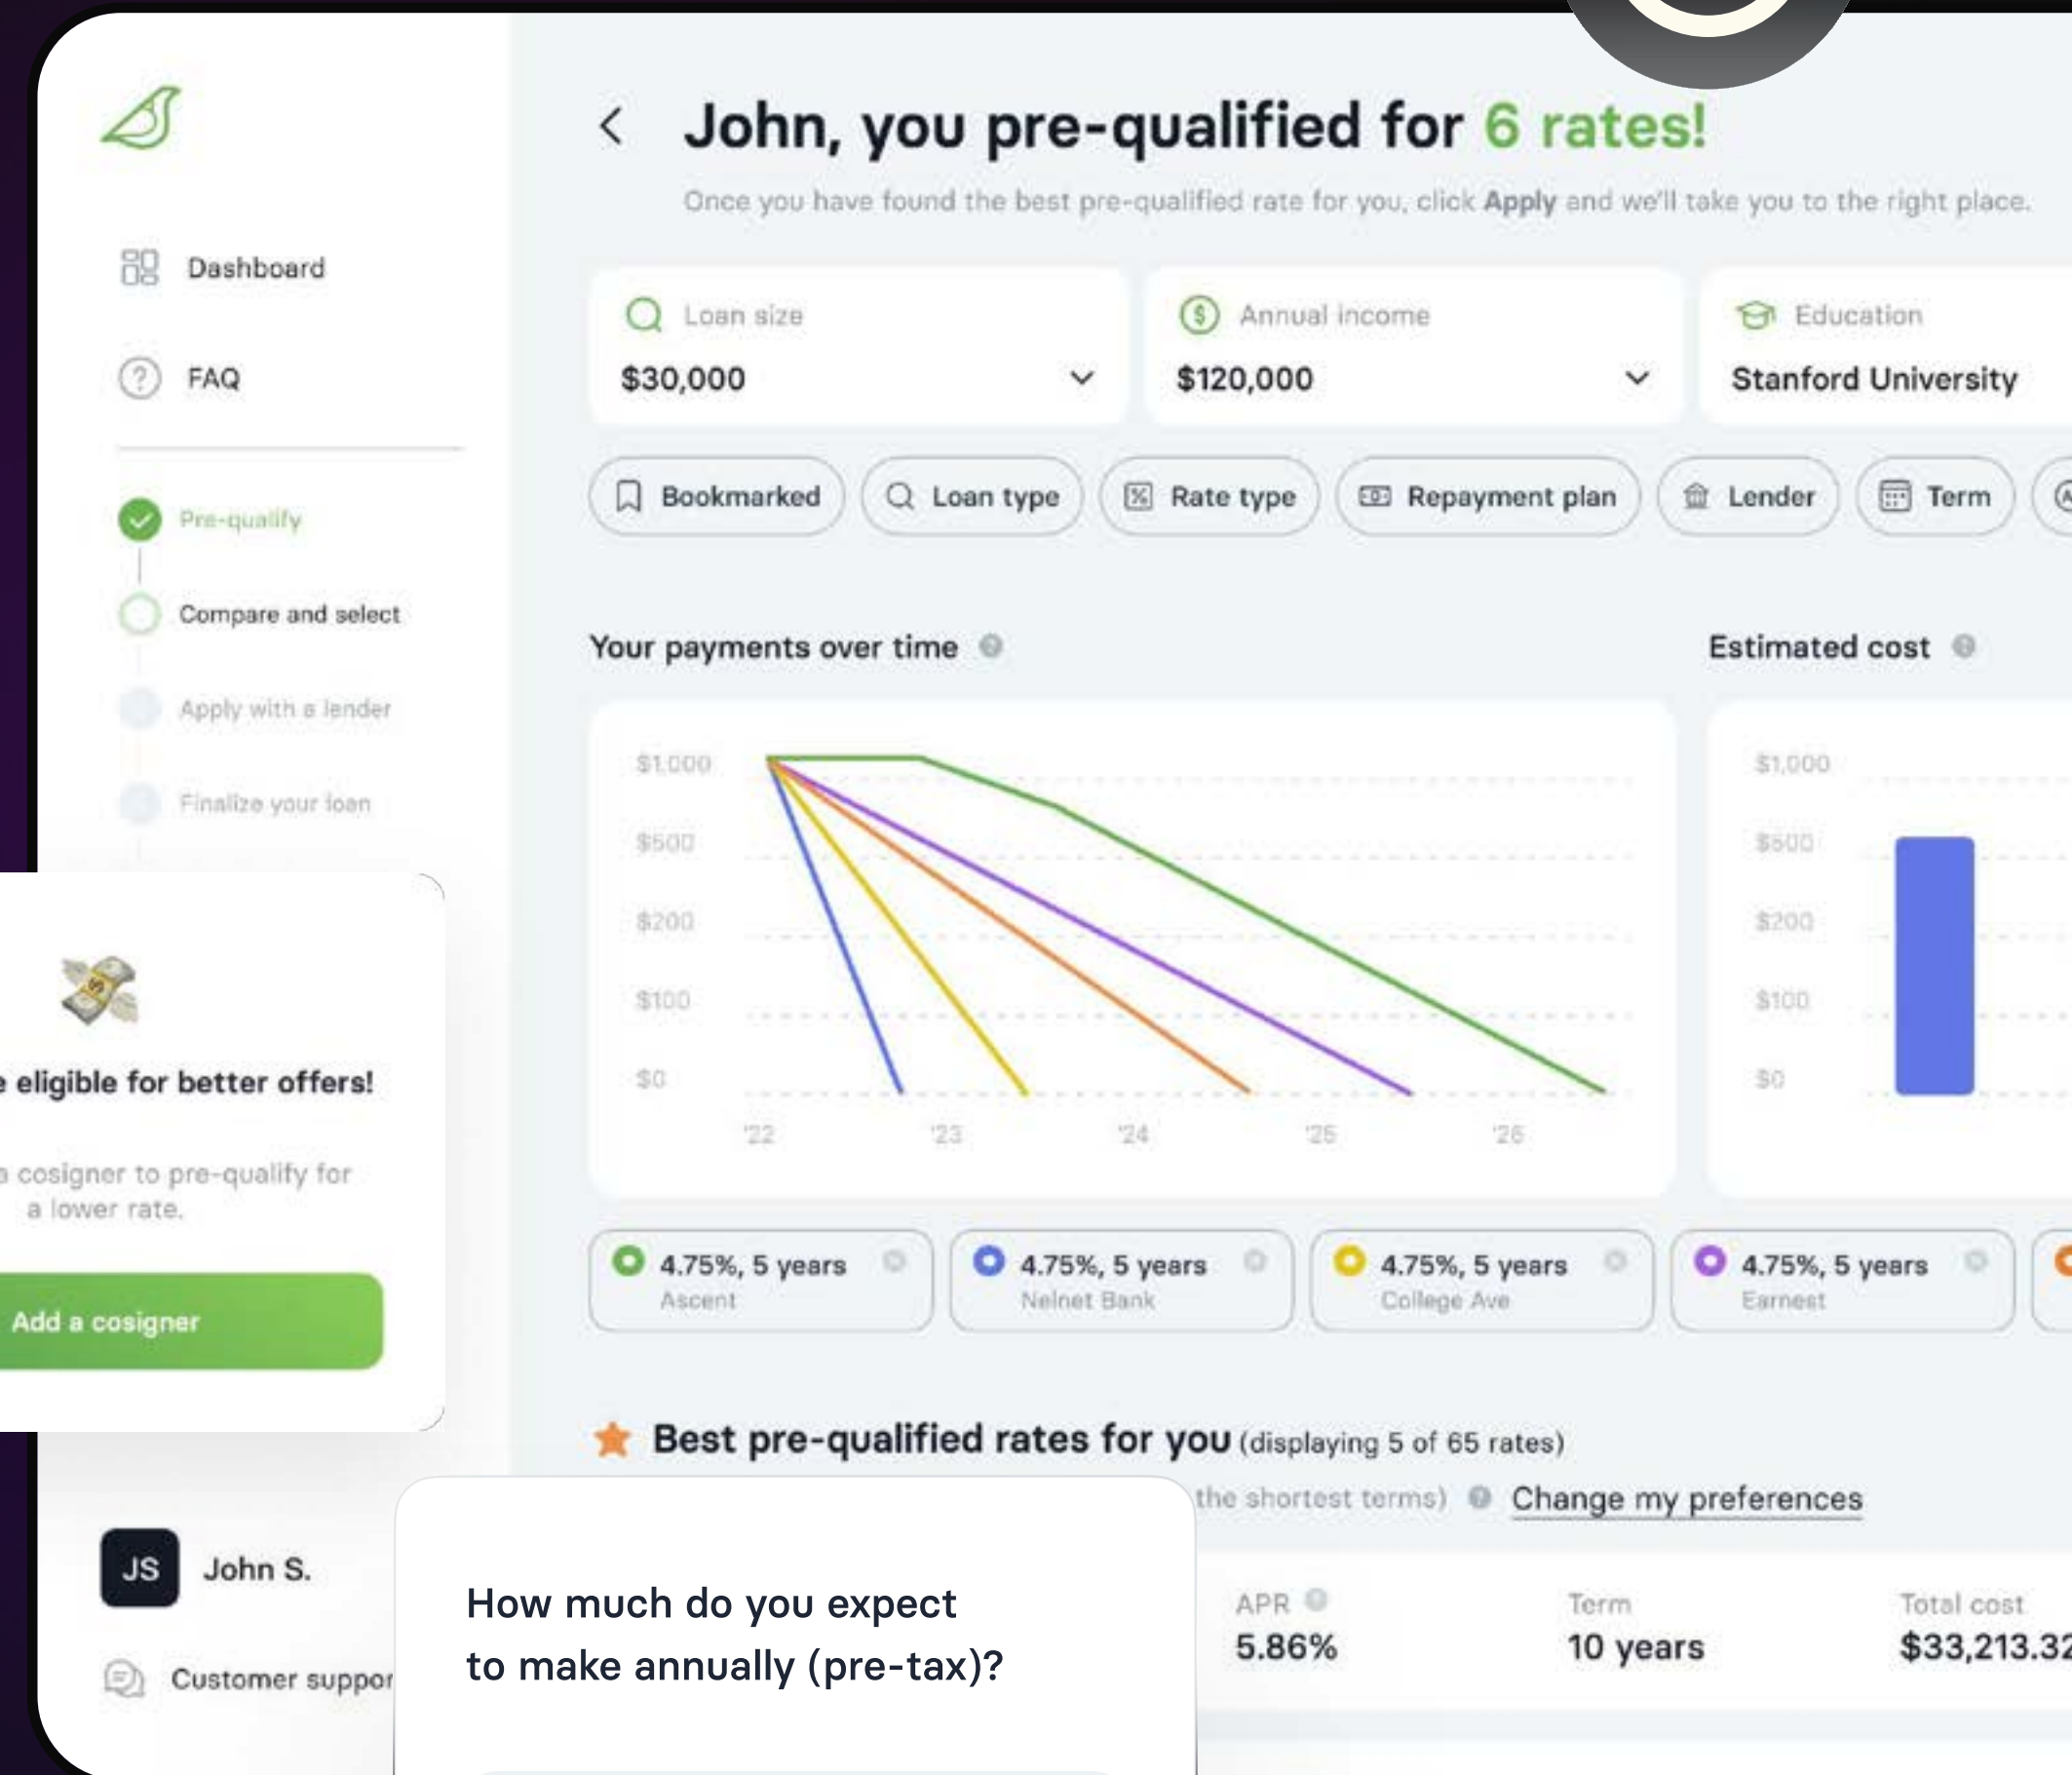 John, you pre-qualified for 6 rates!
Once you have found the best pre-qualified rate for you, click Apply and we'll take you to the right place.
Dashboard
FAQ
Pre-qualify
Compare and select
Apply with a lender
Finalize your loan
Loan size
$30,000
Annual income
$120,000
Education
Stanford University
Bookmarked
Loan type
Rate type
Repayment plan
Lender
Term
Your payments over time
$1,000
$500
$200
$100
$0
'22 '23 '24 '25 '26
Estimated cost
$1,000
$500
$200
$100
$0
eligible for better offers!
a cosigner to pre-qualify for
a lower rate.
Add a cosigner
4.75%, 5 years
Ascent
4.75%, 5 years
Nelnet Bank
4.75%, 5 years
College Ave
4.75%, 5 years
Earnest
Best pre-qualified rates for you (displaying 5 of 65 rates)
the shortest terms) Change my preferences
APR
5.86%
Term
10 years
Total cost
$33,213.32
JS John S.
Customer suppor
How much do you expect
to make annually (pre-tax)?